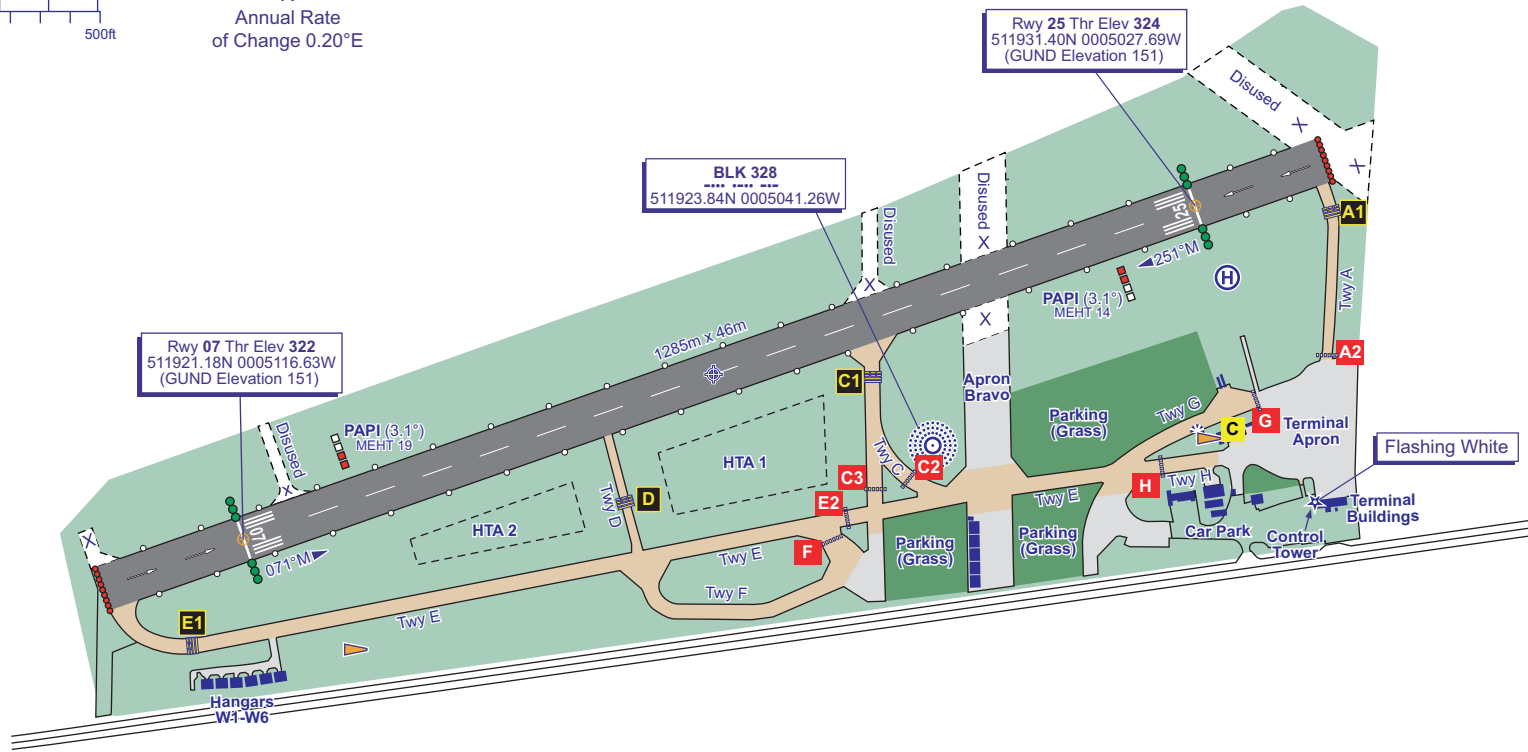 500ft
Annual Rate
of Change 0.20°E
Rwy 25 Thr Elev 324
511931.40N 0005027.69W
(GUND Elevation 151)
Disused
X
X
BLK 328
-... .-.. -.-
511923.84N 0005041.26W
Disused
X
Disused
X
X
25
251°M
A1
H
Twy A
PAPI (3.1°)
MEHT 14
Rwy 07 Thr Elev 322
511921.18N 0005116.63W
(GUND Elevation 151)
1285m x 46m
A2
C1
Apron
Bravo
Parking
(Grass)
Twy G
G
C
Terminal
Apron
Disused
X
PAPI (3.1°)
MEHT 19
HTA 1
Twy C
C2
C3
Flashing White
H
Twy H
Twy E
E2
D
Twy D
HTA 2
Terminal
Buildings
Car Park
Control
Tower
Parking
(Grass)
Parking
(Grass)
X
07
071°M
F
Twy E
Twy F
E1
Twy E
Hangars
W1-W6